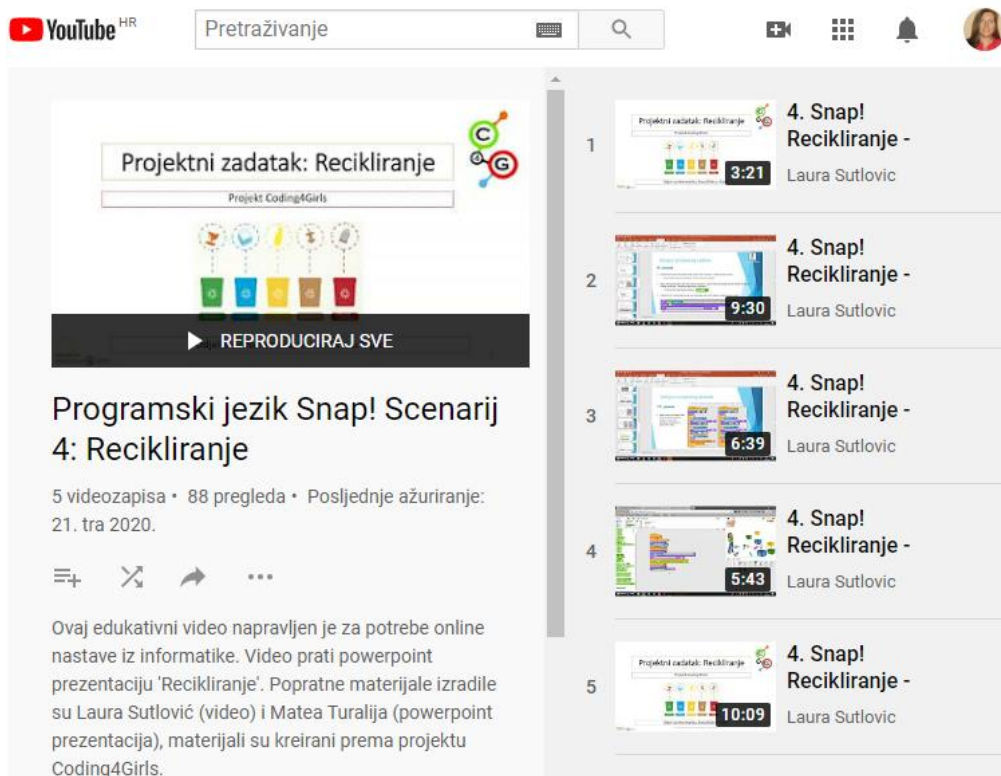 YouTube HR
Pretraživanje
Projektni zadatak: Recikliranje
Projekt Coding4Girls
C
4
G
REPRODUCIRAJ SVE
Programski jezik Snap! Scenarij
4: Recikliranje
5 videozapisa • 88 pregleda • Posljednje ažuriranje:
21. tra 2020.
Ovaj edukativni video napravljen je za potrebe online
nastave iz informatike. Video prati powerpoint
prezentaciju 'Recikliranje'. Popratne materijale izradile
su Laura Sutlović (video) i Matea Turalija (powerpoint
prezentacija), materijali su kreirani prema projektu
Coding4Girls.
1
Projektni zadatak: Recikliranje
3:21
4. Snap!
Recikliranje -
Laura Sutlovic
2
9:30
4. Snap!
Recikliranje -
Laura Sutlovic
3
6:39
4. Snap!
Recikliranje -
Laura Sutlovic
4
5:43
4. Snap!
Recikliranje -
Laura Sutlovic
5
Projektni zadatak: Recikliranje
10:09
4. Snap!
Recikliranje -
Laura Sutlovic